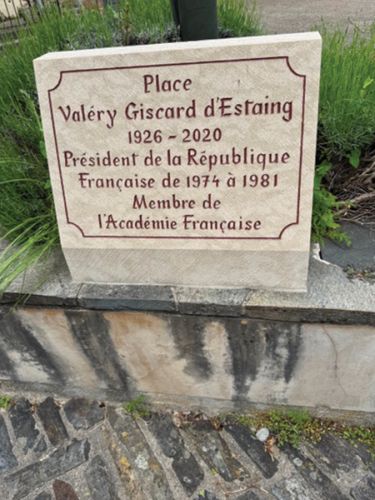 Place
Valéry Giscard d'Estaing
1926 - 2020
Président de la République
Française de 1974 à 1981
Membre de
l'Académie Française